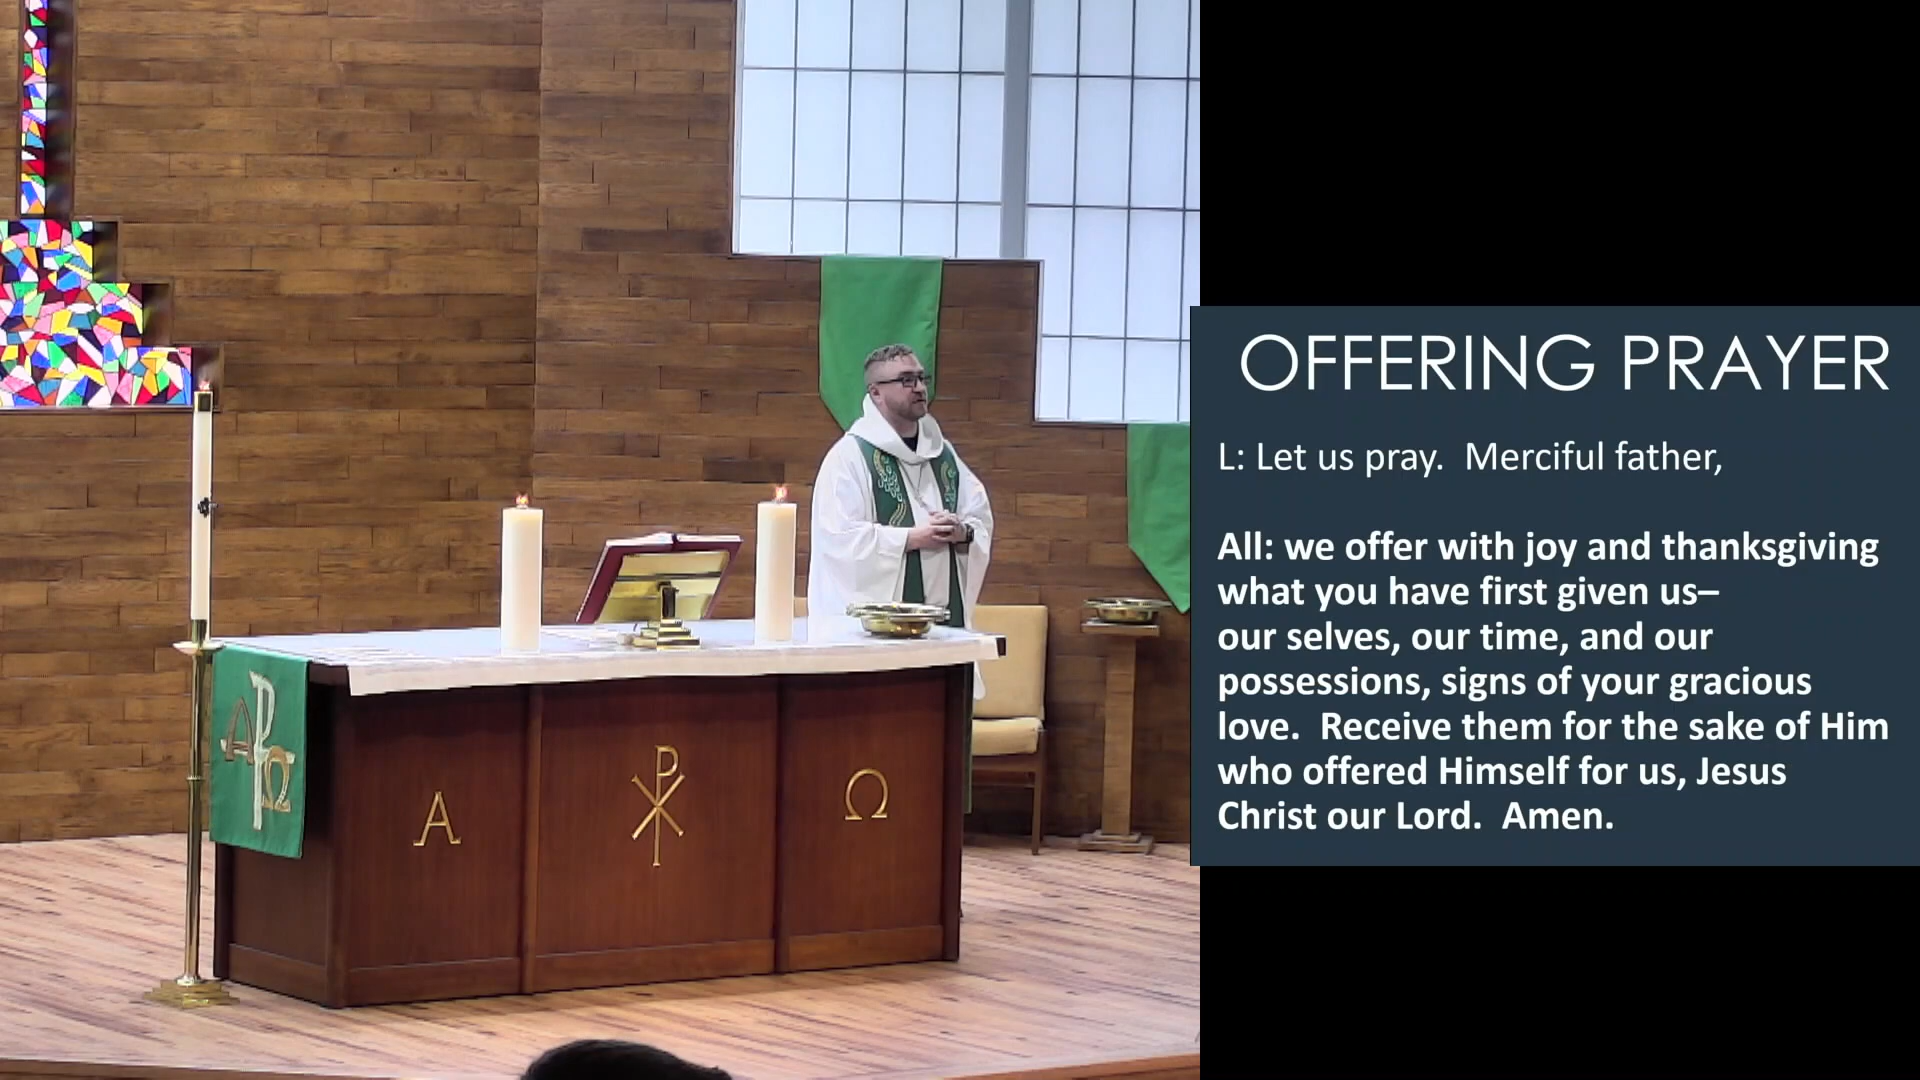 OFFERING PRAYER
L: Let us pray.  Merciful father,
All: we offer with joy and thanksgiving
what you have first given us–
our selves, our time, and our
possessions, signs of your gracious
love.  Receive them for the sake of Him
who offered Himself for us, Jesus
Christ our Lord.  Amen.
Α Ρ Ω
Α ☧ Ω